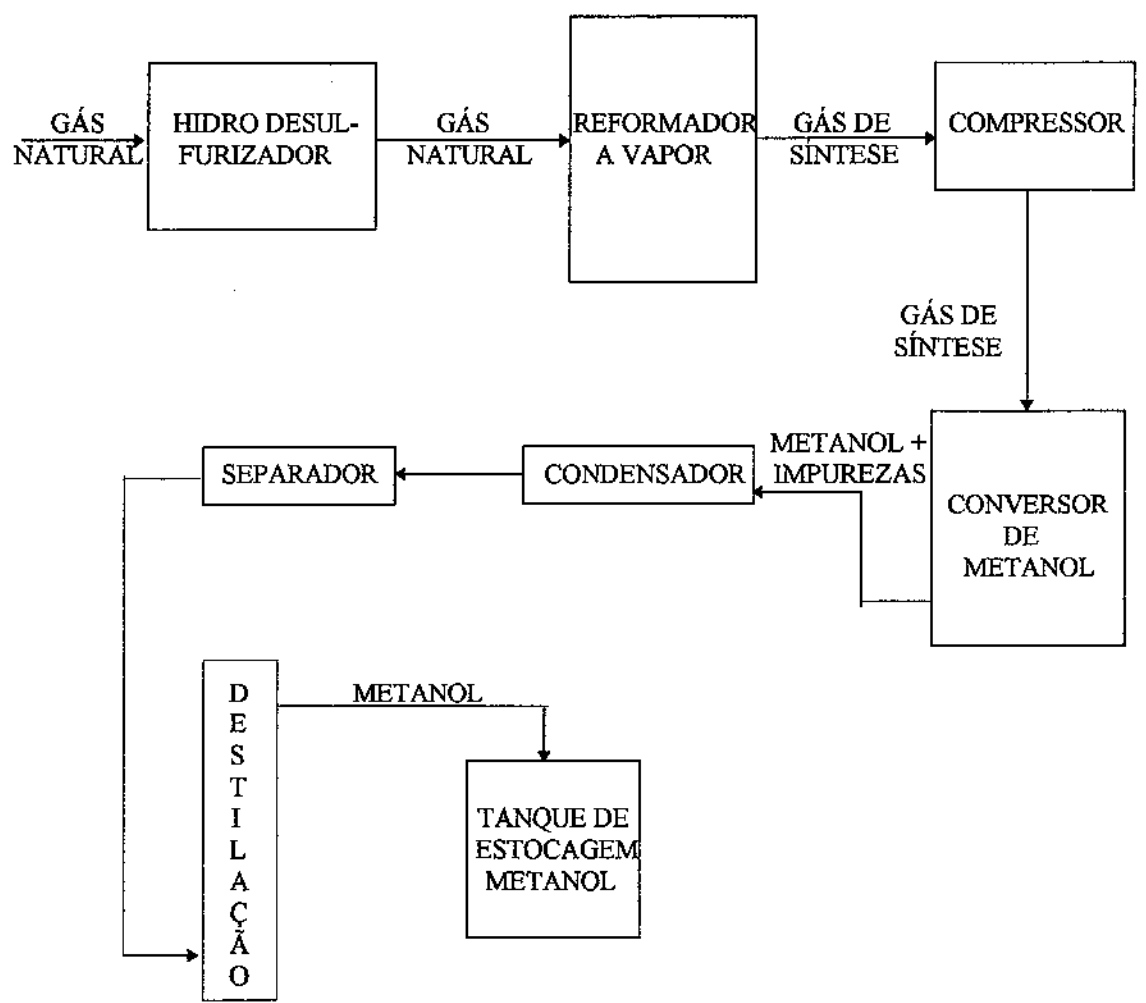 GÁS
NATURAL
HIDRO DESUL-
FURIZADOR
GÁS
NATURAL
REFORMADOR
A VAPOR
GÁS DE
SÍNTESE
COMPRESSOR
GÁS DE
SÍNTESE
SEPARADOR
CONDENSADOR
METANOL +
IMPUREZAS
CONVERSOR
DE
METANOL
D
E
S
T
I
L
A
Ç
Ã
O
METANOL
TANQUE DE
ESTOCAGEM
METANOL